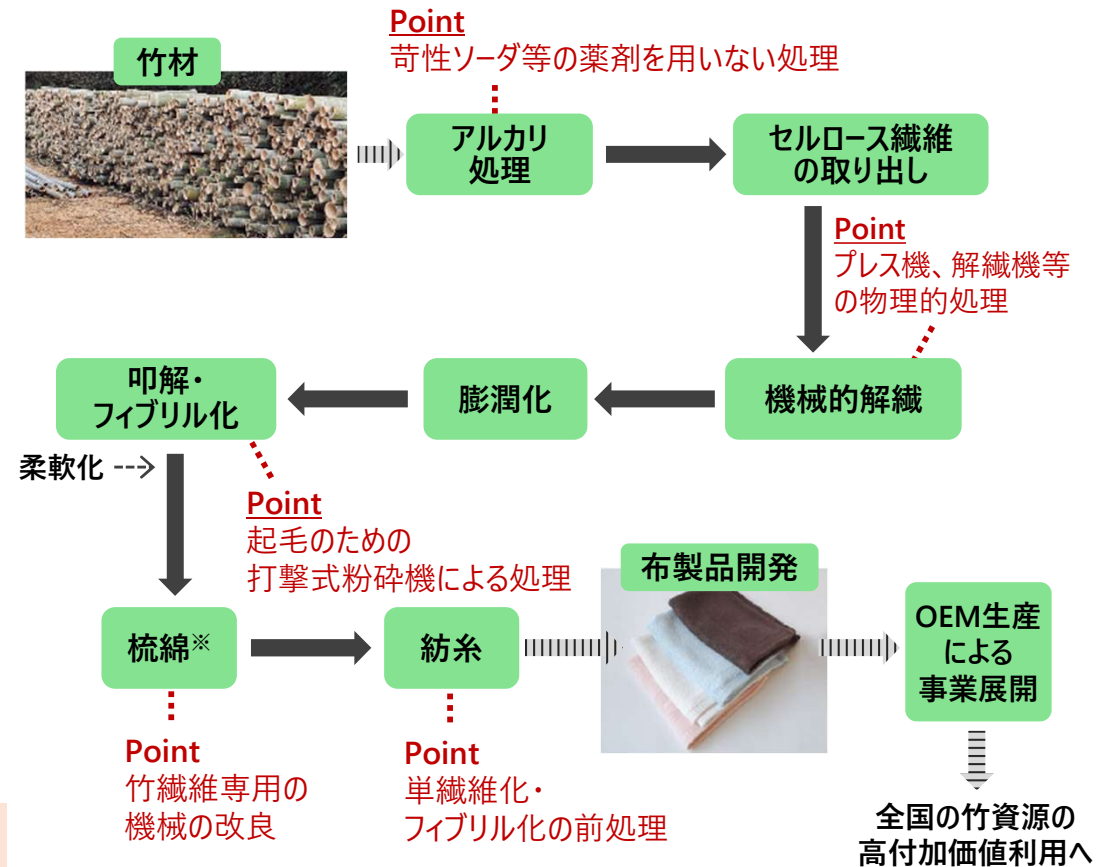 竹材
Point
苛性ソーダ等の薬剤を用いない処理
アルカリ
処理
セルロース繊維
の取り出し
Point
プレス機、解繊機等
の物理的処理
機械的解繊
膨潤化
叩解・
フィブリル化
柔軟化
Point
起毛のための
打撃式粉砕機による処理
梳綿※
Point
竹繊維専用の
機械の改良
紡糸
Point
単繊維化・
フィブリル化の前処理
布製品開発
OEM生産
による
事業展開
全国の竹資源の
高付加価値利用へ